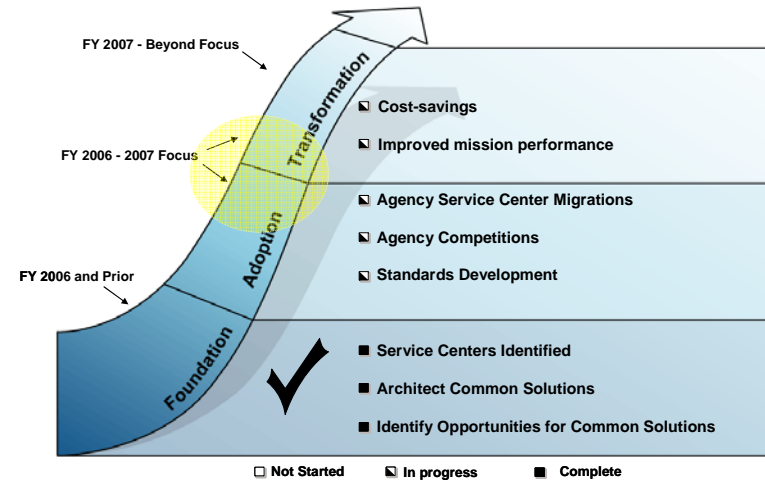 FY 2007 - Beyond Focus
Transformation
Cost-savings
Improved mission performance
FY 2006 - 2007 Focus
Agency Service Center Migrations
Agency Competitions
Adoption
Standards Development
FY 2006 and Prior
Foundation
Service Centers Identified
Architect Common Solutions
Identify Opportunities for Common Solutions
Not Started In progress Complete